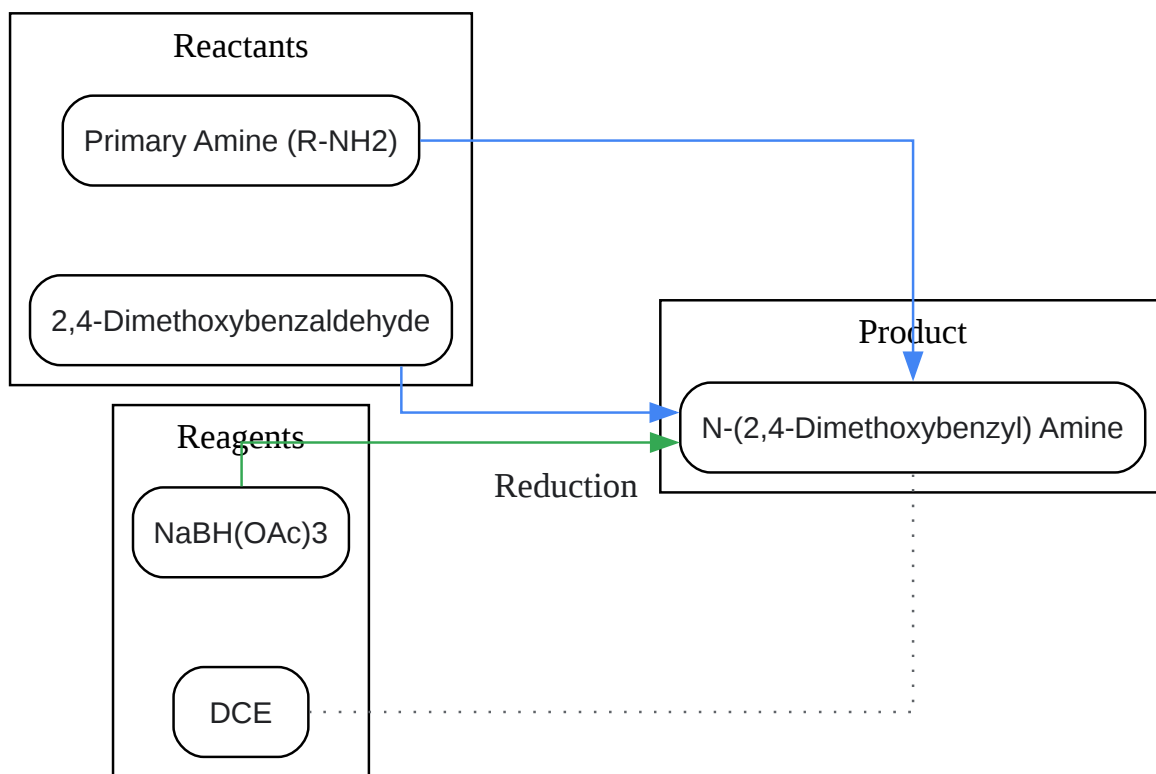 Reactants
Primary Amine (R-NH2)
2,4-Dimethoxybenzaldehyde
Product
N-(2,4-Dimethoxybenzyl) Amine
Reagents
Reduction
NaBH(OAc)3
DCE